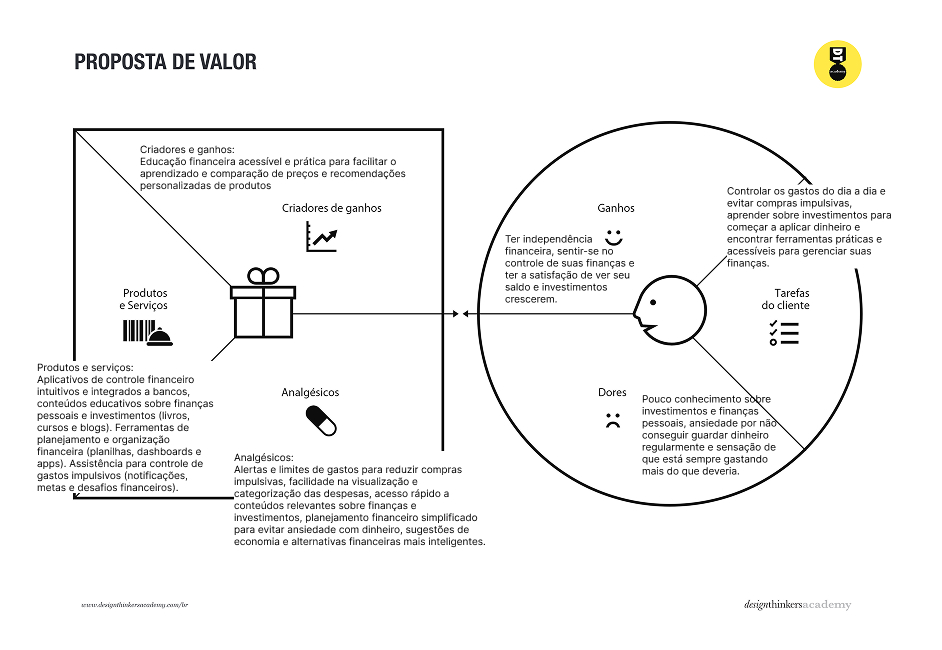 PROPOSTA DE VALOR
DT
academy
Criadores e ganhos:
Educação financeira acessível e prática para facilitar o
aprendizado e comparação de preços e recomendações
personalizadas de produtos
Criadores de ganhos
Produtos
e Serviços
Produtos e serviços:
Aplicativos de controle financeiro
intuitivos e integrados a bancos,
conteúdos educativos sobre finanças
pessoais e investimentos (livros,
cursos e blogs). Ferramentas de
planejamento e organização
financeira (planilhas, dashboards e
apps). Assistência para controle de
gastos impulsivos (notificações,
metas e desafios financeiros).
Analgésicos
Analgésicos:
Alertas e limites de gastos para reduzir compras
impulsivas, facilidade na visualização e
categorização das despesas, acesso rápido a
conteúdos relevantes sobre finanças e
investimentos, planejamento financeiro simplificado
para evitar ansiedade com dinheiro, sugestões de
economia e alternativas financeiras mais inteligentes.
Ganhos
Ter independência
financeira, sentir-se no
controle de suas finanças e
ter a satisfação de ver seu
saldo e investimentos
crescerem.
Controlar os gastos do dia a dia e
evitar compras impulsivas,
aprender sobre investimentos para
começar a aplicar dinheiro e
encontrar ferramentas práticas e
acessíveis para gerenciar suas
finanças.
Tarefas
do cliente
Dores
Pouco conhecimento sobre
investimentos e finanças
pessoais, ansiedade por não
conseguir guardar dinheiro
regularmente e sensação de
que está sempre gastando
mais do que deveria.
www.designthinkersacademy.com/br
designthinkersacademy